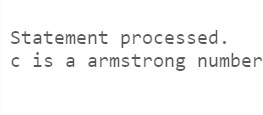 Statement processed.
c is a armstrong number